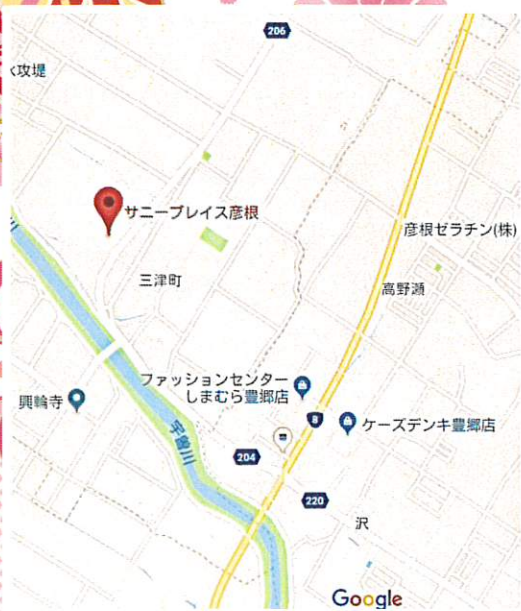 206
水攻堤
サニープレイス彦根
彦根ゼラチン(株)
三津町
高野瀬
ファッションセンター
しまむら豊郷店
8
興輪寺
ケーズデンキ豊郷店
宇曽川
204
220
沢
Google